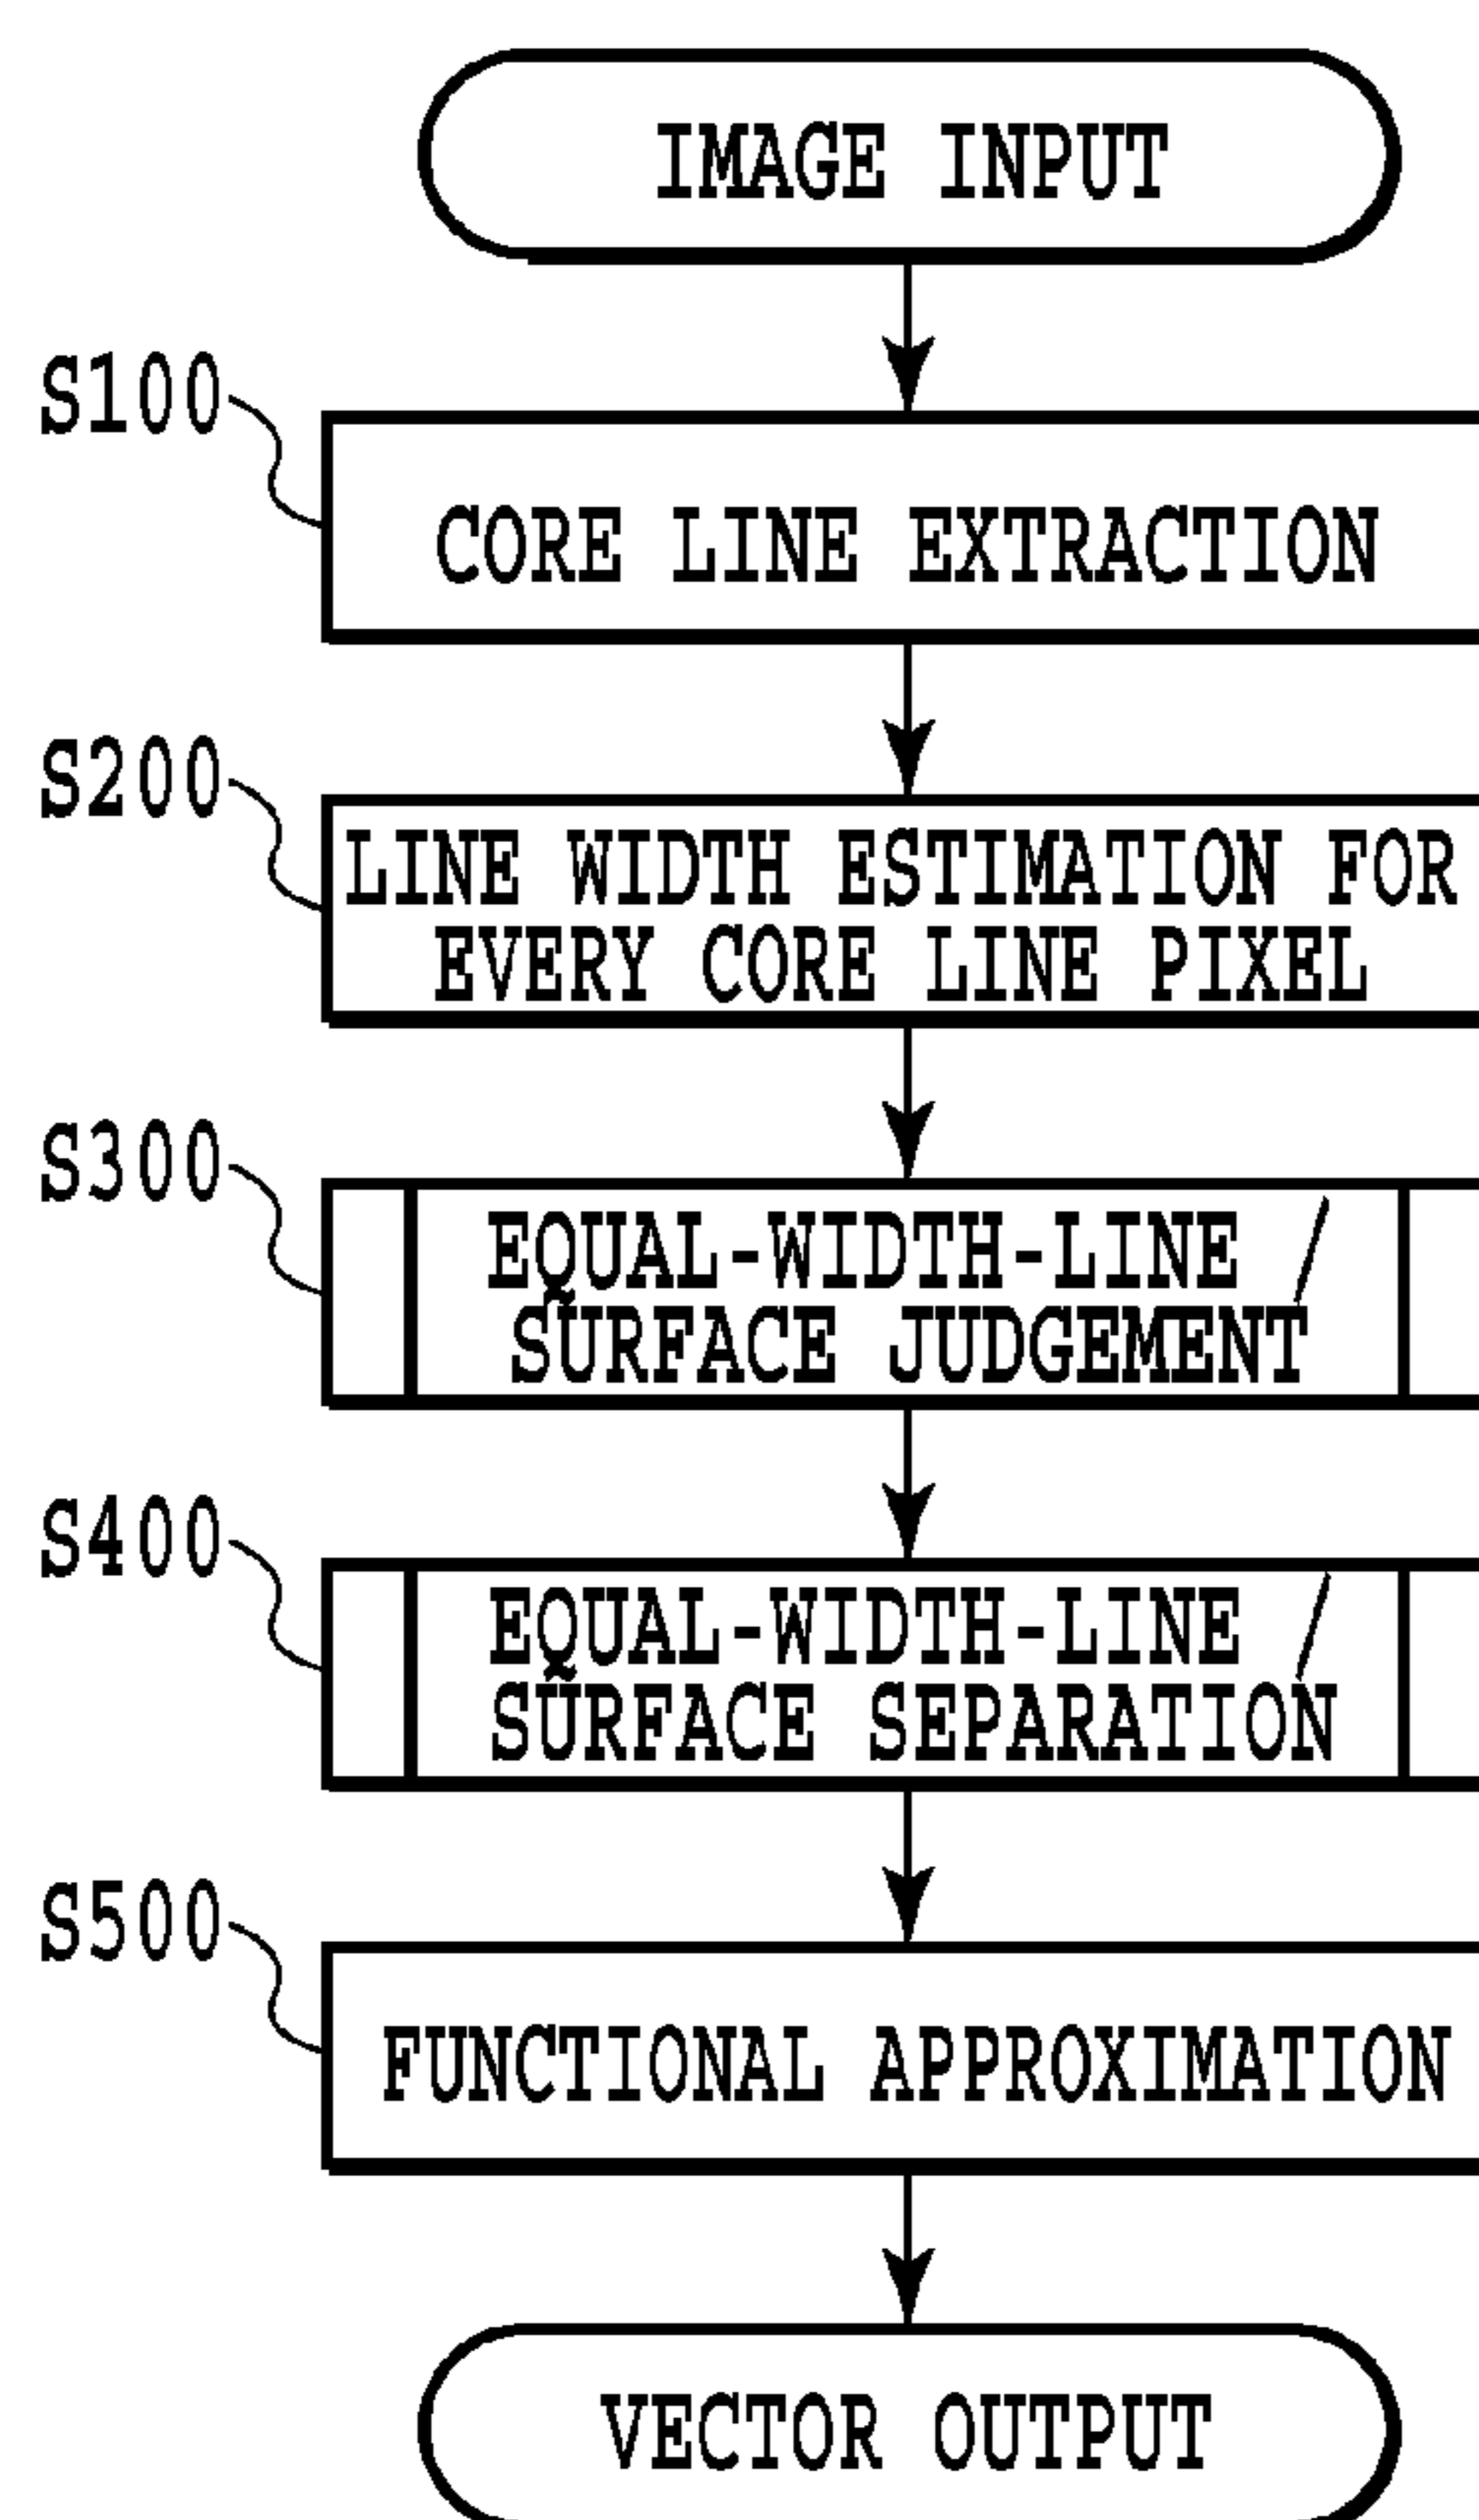 IMAGE INPUT
S100
CORE LINE EXTRACTION
S200
LINE WIDTH ESTIMATION FOR
EVERY CORE LINE PIXEL
S300
EQUAL-WIDTH-LINE/
SURFACE JUDGEMENT
S400
EQUAL-WIDTH-LINE/
SURFACE SEPARATION
S500
FUNCTIONAL APPROXIMATION
VECTOR OUTPUT